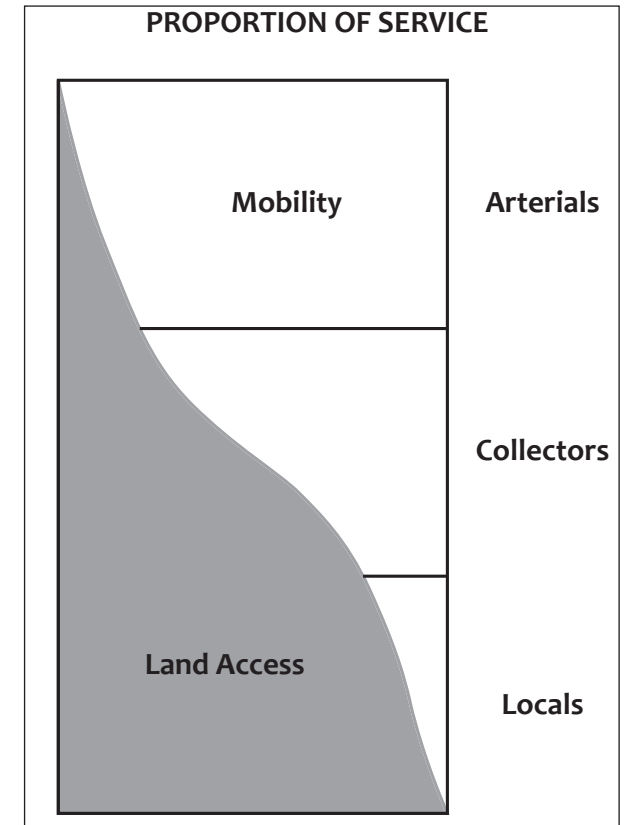 PROPORTION OF SERVICE
Mobility
Arterials
Collectors
Land Access
Locals